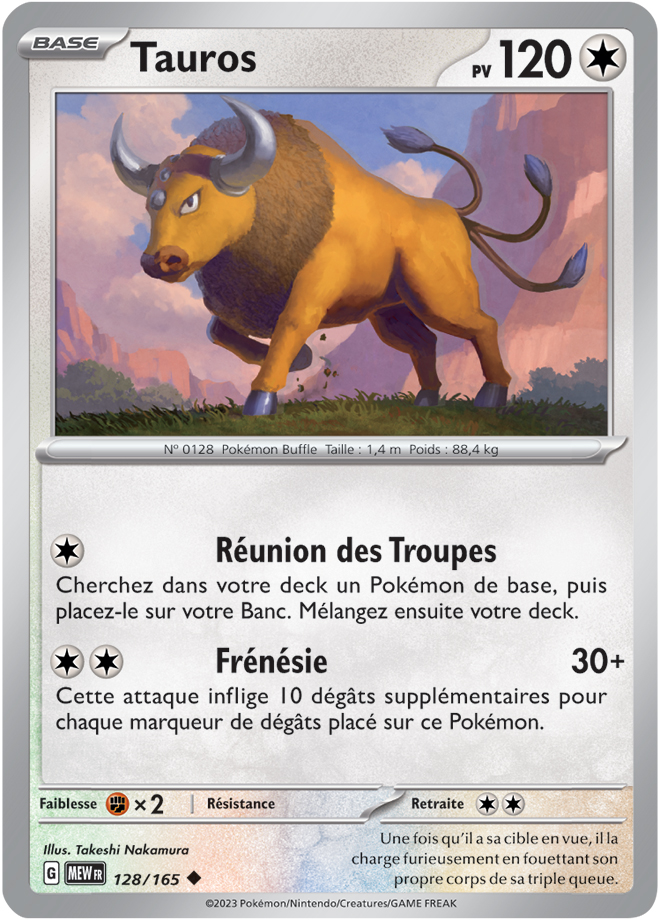 BASE Tauros PV 120
N° 0128 Pokémon Buffle Taille : 1,4 m Poids : 88,4 kg
Réunion des Troupes
Cherchez dans votre deck un Pokémon de base, puis
placez-le sur votre Banc. Mélangez ensuite votre deck.
Frénésie 30+
Cette attaque inflige 10 dégâts supplémentaires pour
chaque marqueur de dégâts placé sur ce Pokémon.
Faiblesse ×2 Résistance Retraite
Illus. Takeshi Nakamura
G MEW FR 128/165
Une fois qu'il a sa cible en vue, il la
charge furieusement en fouettant son
propre corps de sa triple queue.
©2023 Pokémon/Nintendo/Creatures/GAME FREAK